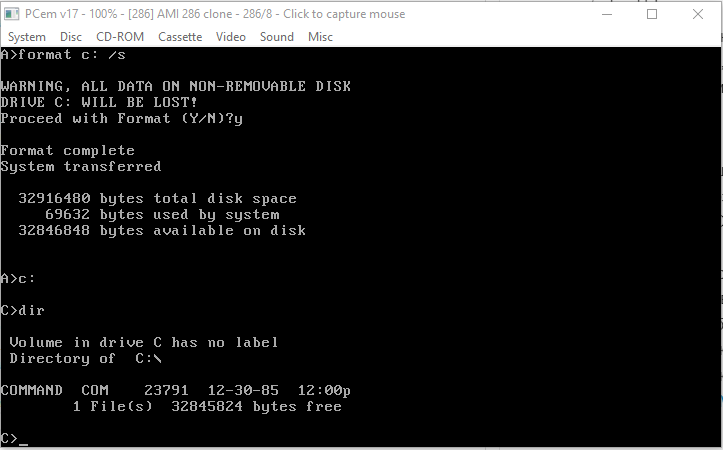 PCem v17 - 100% - [286] AMI 286 clone - 286/8 - Click to capture mouse
System Disc CD-ROM Cassette Video Sound Misc
A>format c: /s
WARNING, ALL DATA ON NON-REMOVABLE DISK
DRIVE C: WILL BE LOST!
Proceed with Format (Y/N)?y
Format complete
System transferred
32916480 bytes total disk space
69632 bytes used by system
32846848 bytes available on disk
A>c:
C>dir
Volume in drive C has no label
Directory of  C:\
COMMAND  COM    23791  12-30-85  12:00p
1 File(s)  32845824 bytes free
C>_